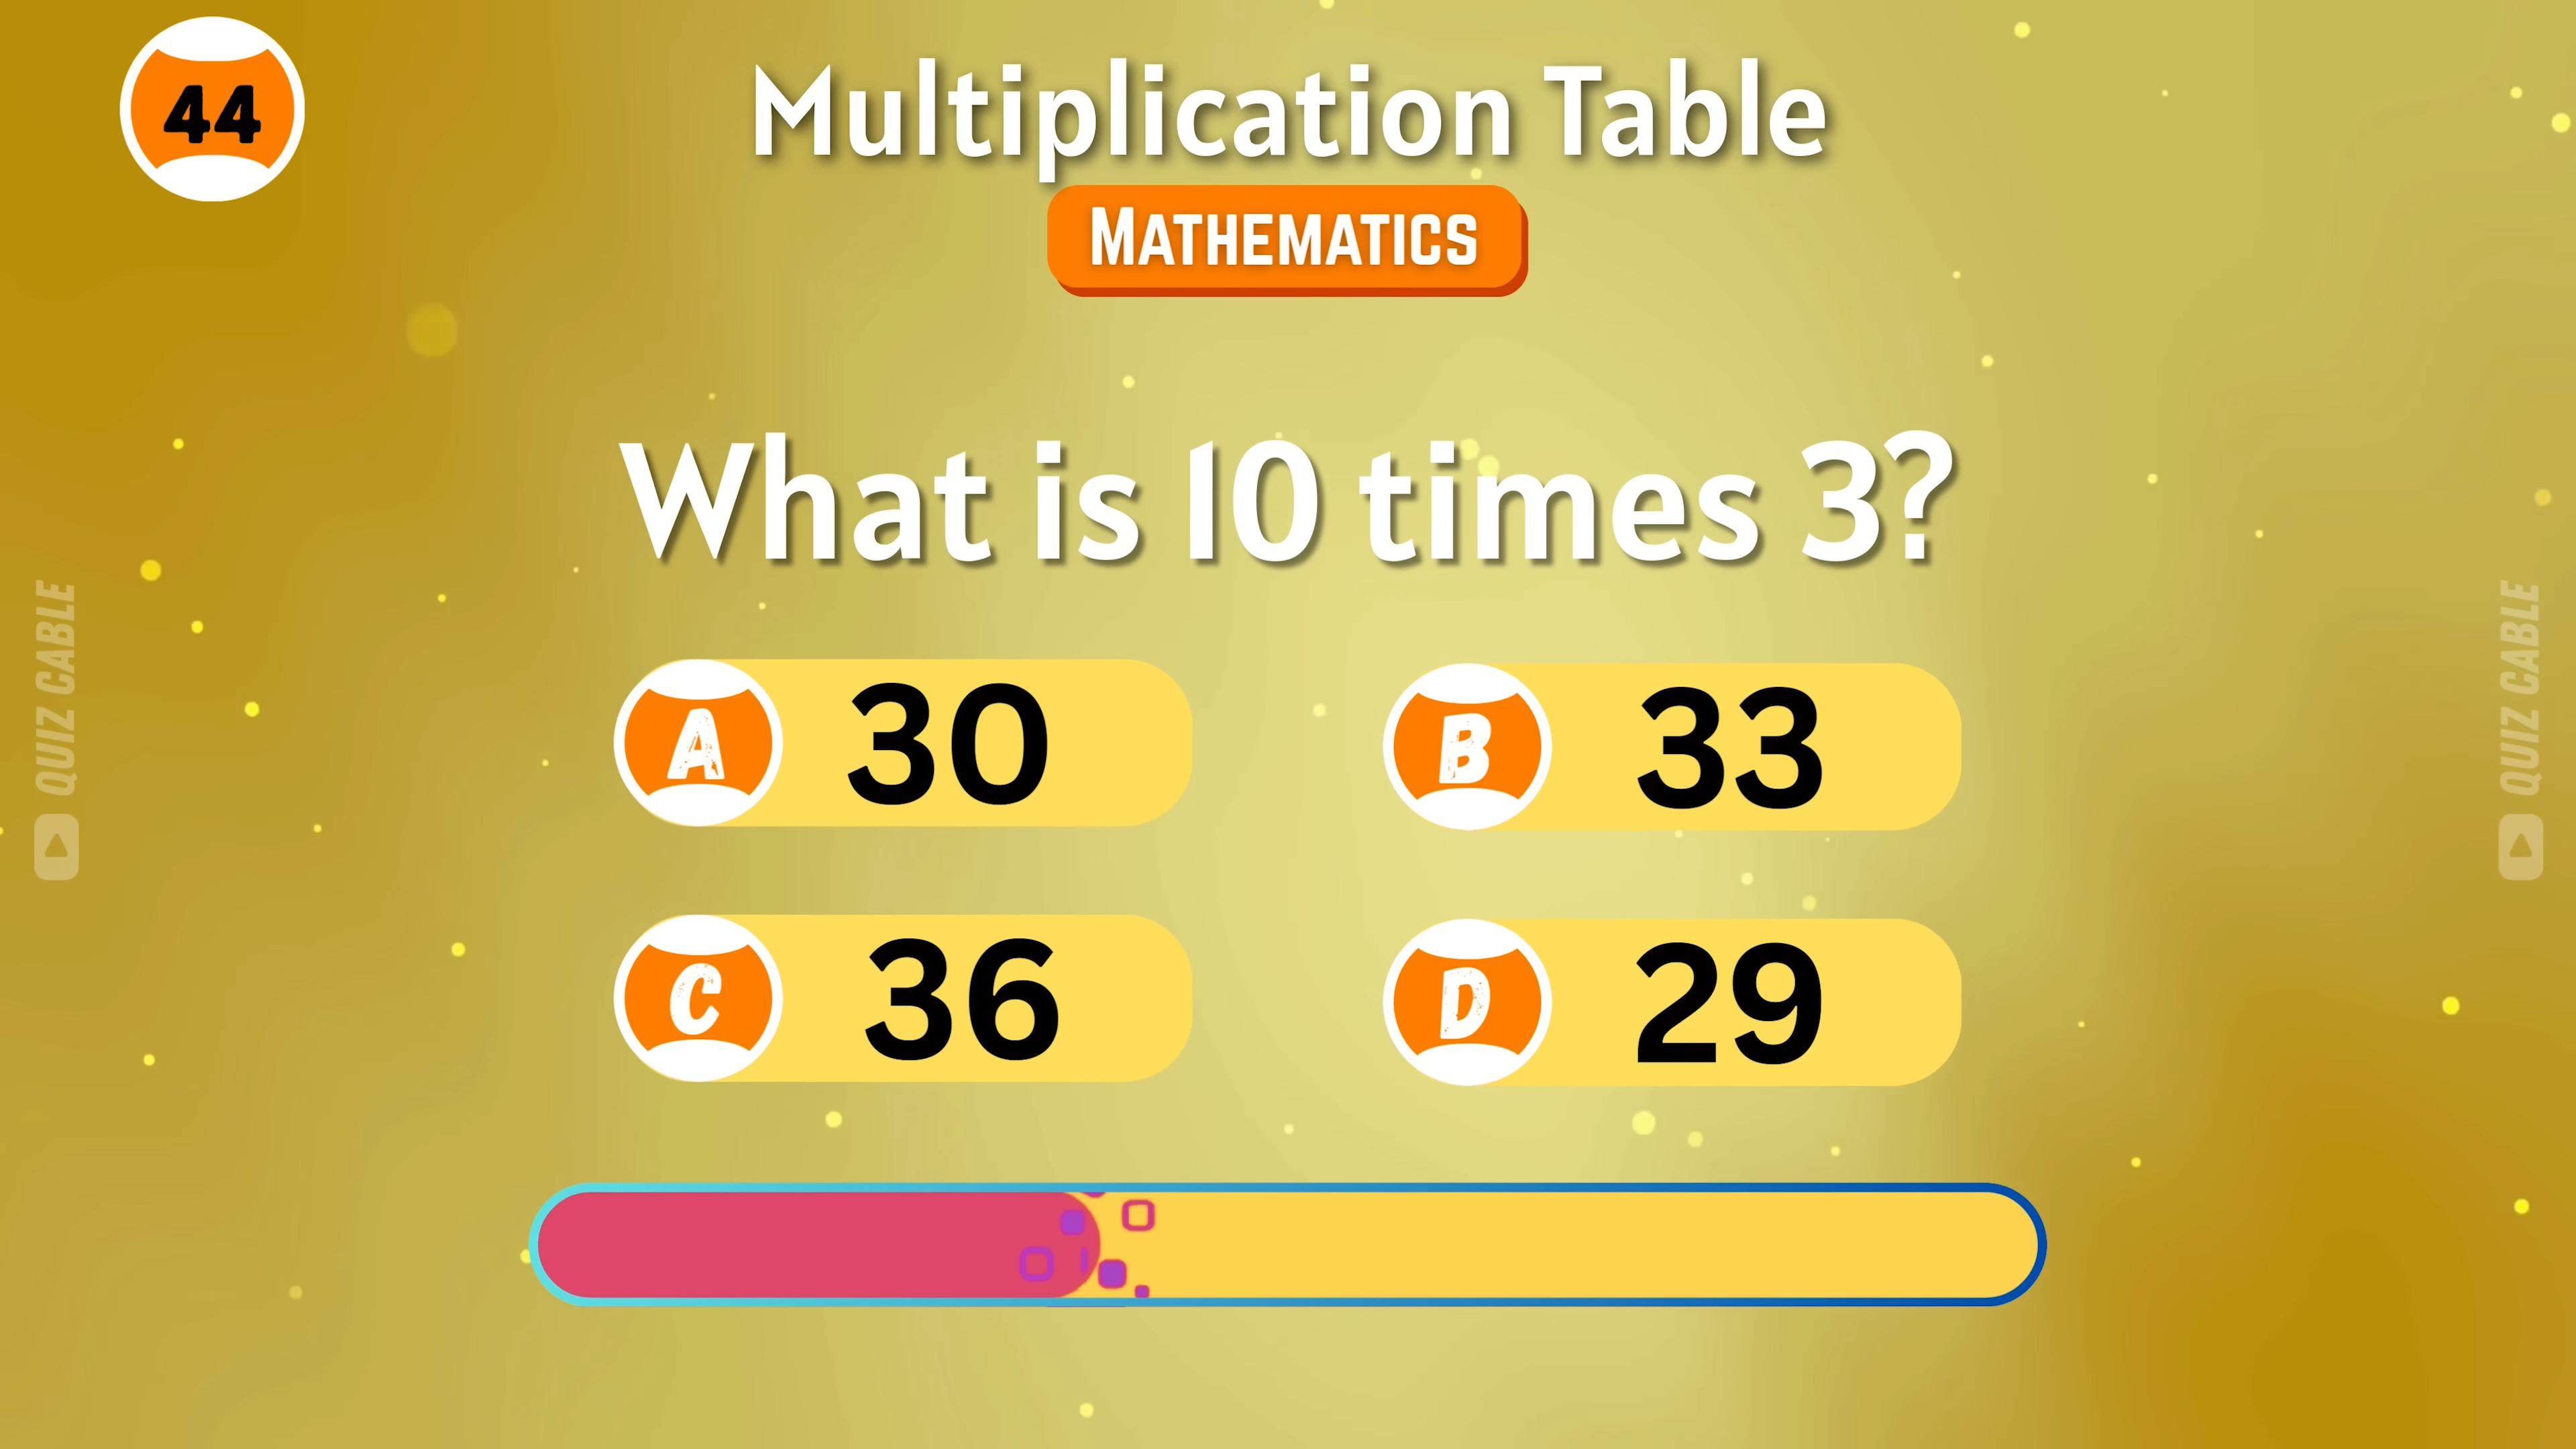 44
Multiplication Table
MATHEMATICS
What is 10 times 3?
A 30
B 33
C 36
D 29
QUIZ CABLE
QUIZ CABLE